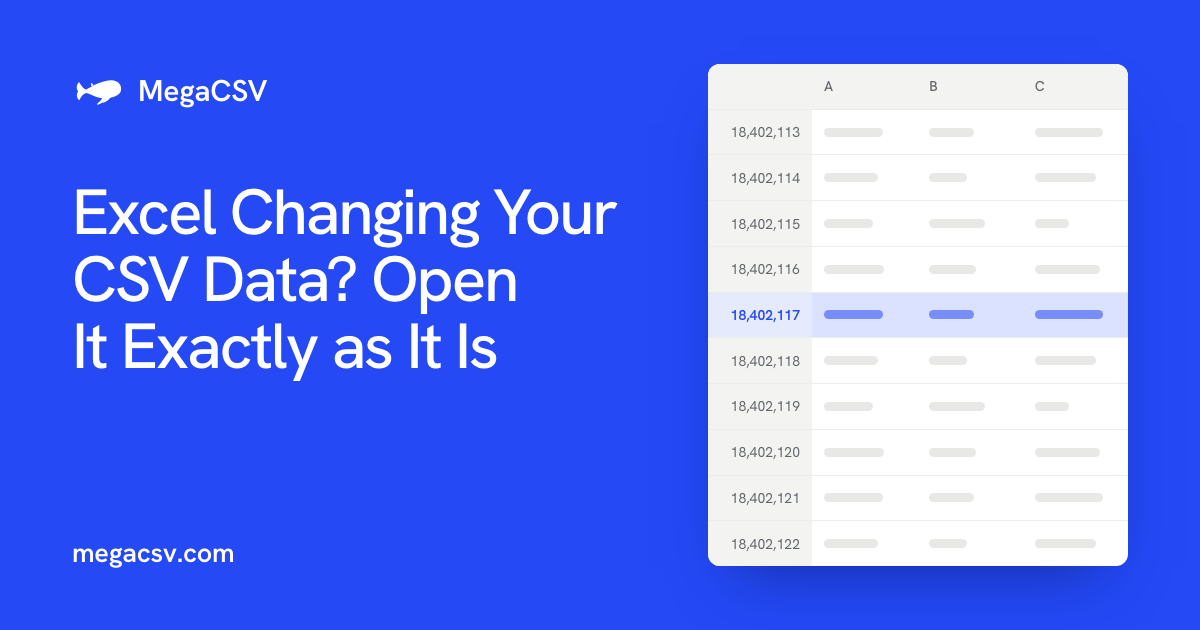 MegaCSV
Excel Changing Your
CSV Data? Open
It Exactly as It Is
megacsv.com
A B C
18,402,113
18,402,114
18,402,115
18,402,116
18,402,117
18,402,118
18,402,119
18,402,120
18,402,121
18,402,122